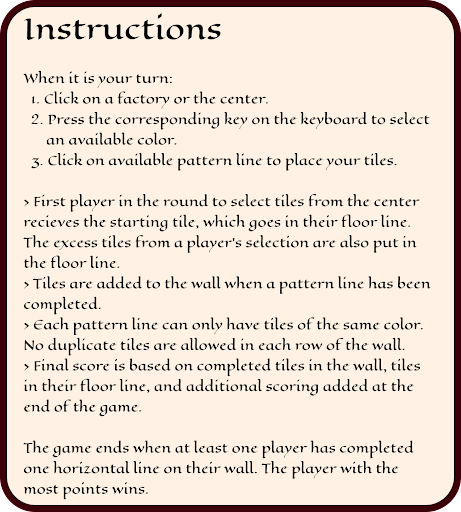 Instructions
When it is your turn:
1. Click on a factory or the center.
2. Press the corresponding key on the keyboard to select
an available color.
3. Click on available pattern line to place your tiles.
> First player in the round to select tiles from the center
recieves the starting tile, which goes in their floor line.
The excess tiles from a player's selection are also put in
the floor line.
> Tiles are added to the wall when a pattern line has been
completed.
> Each pattern line can only have tiles of the same color.
No duplicate tiles are allowed in each row of the wall.
> Final score is based on completed tiles in the wall, tiles
in their floor line, and additional scoring added at the
end of the game.
The game ends when at least one player has completed
one horizontal line on their wall. The player with the
most points wins.